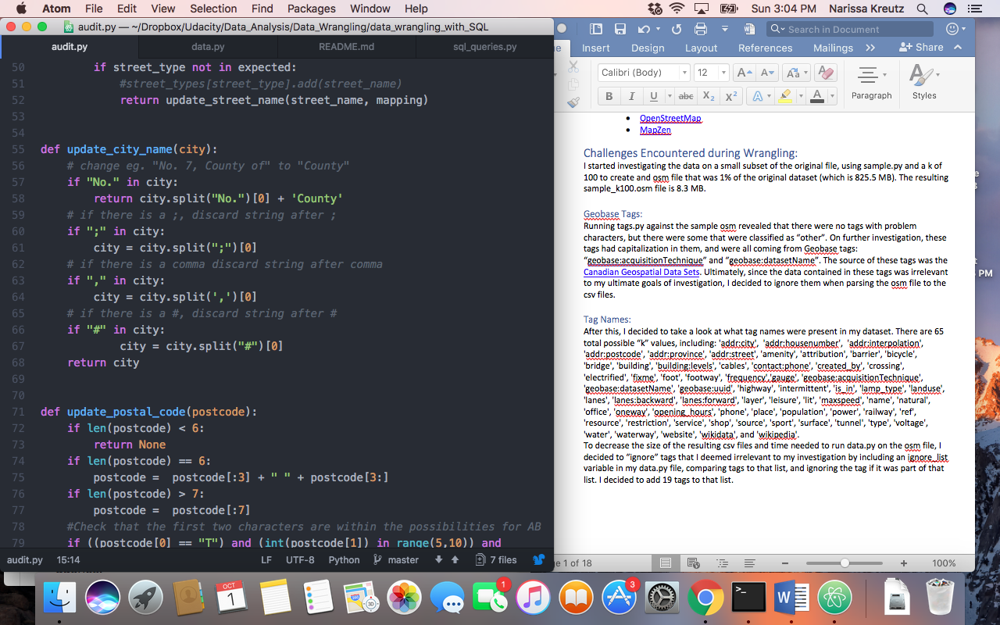 Atom File Edit View Selection Find Packages Window Help Sun 3:04 PM Narissa Kreutz
audit.py — ~/Dropbox/Udacity/Data_Analysis/Data_Wrangling/data_wrangling_with_SQL
audit.py data.py README.md sql_queries.py
50 if street_type not in expected:
51 #street_types[street_type].add(street_name)
52 return update_street_name(street_name, mapping)
53
54
55 def update_city_name(city):
56 # change eg. "No. 7, County of" to "County"
57 if "No." in city:
58 return city.split("No.")[0] + 'County'
59 # if there is a ;, discard string after ;
60 if ";" in city:
61 city = city.split(";")[0]
62 # if there is a comma discard string after comma
63 if "," in city:
64 city = city.split(',')[0]
65 # if there is a #, discard string after #
66 if "#" in city:
67 city = city.split("#")[0]
68 return city
69
70
71 def update_postal_code(postcode):
72 if len(postcode) < 6:
73 return None
74 if len(postcode) == 6:
75 postcode = postcode[:3] + " " + postcode[3:]
76 if len(postcode) > 7:
77 postcode = postcode[:7]
78 #Check that the first two characters are within the possibilities for AB
79 if ((postcode[0] == "T") and (int(postcode[1]) in range(5,10)) and
audit.py 15:14 LF UTF-8 Python master 7 files
Search in Document
Insert Design Layout References Mailings Share
Calibri (Body) 12
Paragraph Styles
• OpenStreetMap
• MapZen
Challenges Encountered during Wrangling:
I started investigating the data on a small subset of the original file, using sample.py and a k of
100 to create and osm file that was 1% of the original dataset (which is 825.5 MB). The resulting
sample_k100.osm file is 8.3 MB.
Geobase Tags:
Running tags.py against the sample osm revealed that there were no tags with problem
characters, but there were some that were classified as “other”. On further investigation, these
tags had capitalization in them, and were all coming from Geobase tags:
“geobase:acquisitionTechnique” and “geobase:datasetName”. The source of these tags was the
Canadian Geospatial Data Sets. Ultimately, since the data contained in these tags was irrelevant
to my ultimate goals of investigation, I decided to ignore them when parsing the osm file to the
csv files.
Tag Names:
After this, I decided to take a look at what tag names were present in my dataset. There are 65
total possible “k” values, including: 'addr:city', 'addr:housenumber', 'addr:interpolation',
'addr:postcode', 'addr:province', 'addr:street', 'amenity', 'attribution', 'barrier', 'bicycle',
'bridge', 'building', 'building:levels', 'cables', 'contact:phone', 'created_by', 'crossing',
'electrified', 'fixme', 'foot', 'footway', 'frequency','gauge', 'geobase:acquisitionTechnique',
'geobase:datasetName', 'geobase:uuid', 'highway', 'intermittent', 'is_in', 'lamp_type', 'landuse',
'lanes', 'lanes:backward', 'lanes:forward', 'layer', 'leisure', 'lit', 'maxspeed', 'name', 'natural',
'office', 'oneway', 'opening_hours', 'phone', 'place', 'population', 'power', 'railway', 'ref',
'resource', 'restriction', 'service', 'shop', 'source', 'sport', 'surface', 'tunnel', 'type', 'voltage',
'water', 'waterway', 'website', 'wikidata', and 'wikipedia'.
To decrease the size of the resulting csv files and time needed to run data.py on the osm file, I
decided to “ignore” tags that I deemed irrelevant to my investigation by including an ignore_list
variable in my data.py file, comparing tags to that list, and ignoring the tag if it was part of that
list. I decided to add 19 tags to that list.
1 of 18 100%
PM
OCT
1
3D
1
3